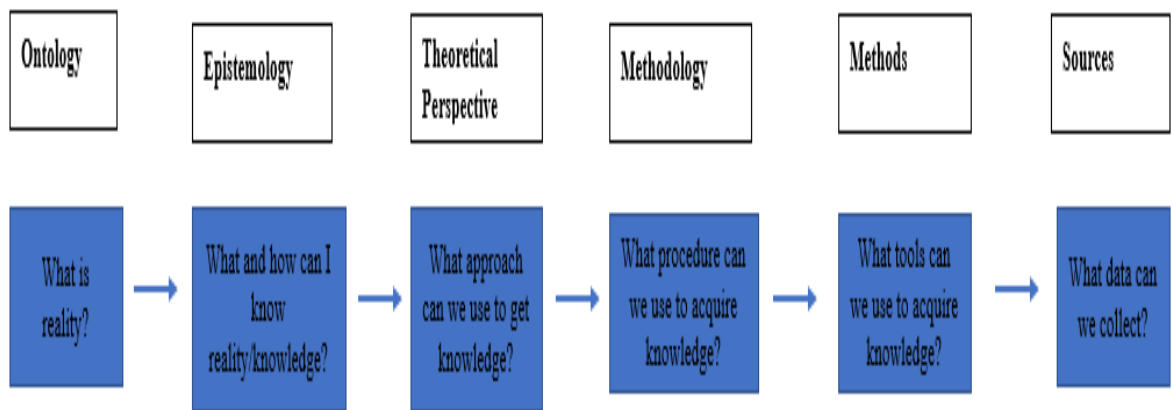 Ontology
Epistemology
Theoretical
Perspective
Methodology
Methods
Sources
What is
reality?
What and how can I
know
reality/knowledge?
What approach
can we use to get
knowledge?
What procedure can
we use to acquire
knowledge?
What tools can
we use to acquire
knowledge?
What data can
we collect?